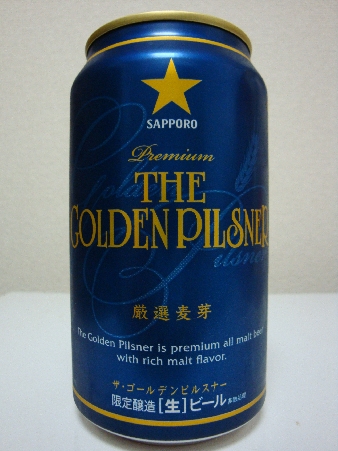 SAPPORO
Premium
THE
GOLDEN PILSNER
厳選麦芽
The Golden Pilsner is premium all malt beer
with rich malt flavor.
ザ・ゴールデンピルスナー
限定醸造 [生] ビール